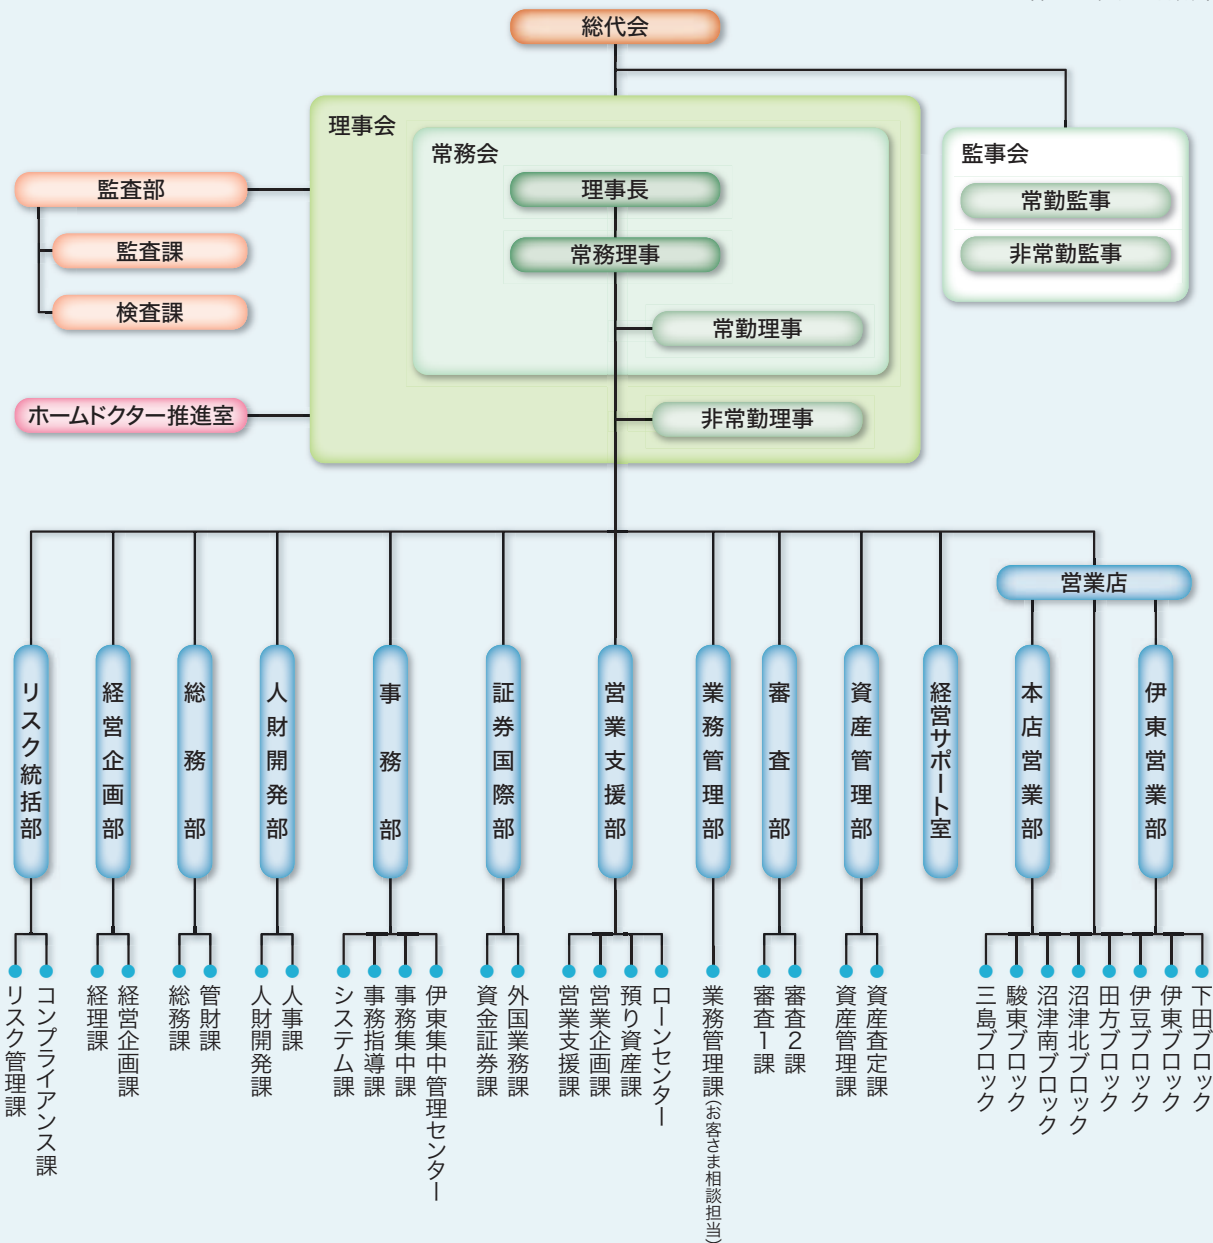 総代会
理事会
常務会
理事長
常務理事
常勤理事
非常勤理事
監事会
常勤監事
非常勤監事
監査部
監査課
検査課
ホームドクター推進室
営業店
リスク統括部
経営企画部
総務部
人財開発部
事務部
証券国際部
営業支援部
業務管理部
審査部
資産管理部
経営サポート室
本店営業部
伊東営業部
リスク管理課
コンプライアンス課
経理課
経営企画課
総務課
管財課
人財開発課
人事課
システム課
事務指導課
事務集中課
伊東集中管理センター
資金証券課
外国業務課
営業支援課
営業企画課
預り資産課
ローンセンター
業務管理課(お客さま相談担当)
審査1課
審査2課
資産管理課
資産査定課
三島ブロック
駿東ブロック
沼津南ブロック
沼津北ブロック
田方ブロック
伊豆ブロック
伊東ブロック
下田ブロック